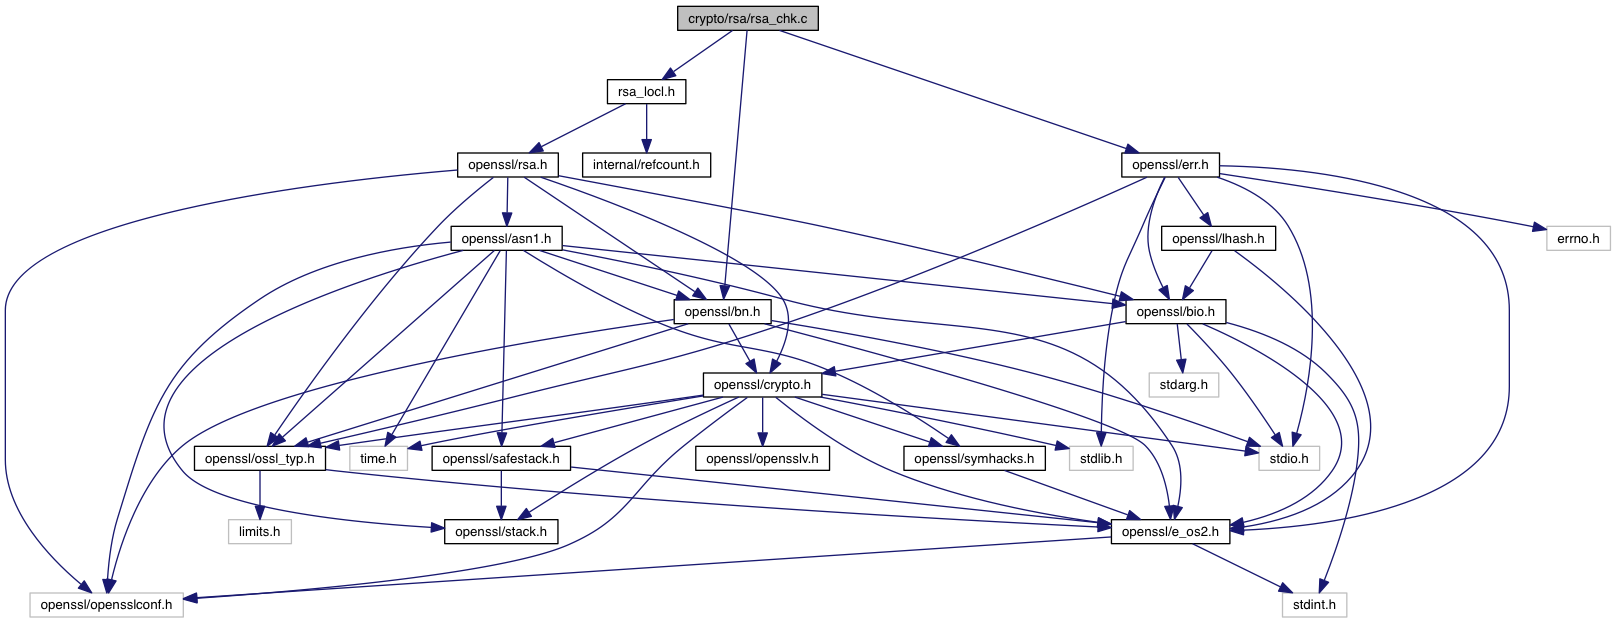 crypto/rsa/rsa_chk.c
rsa_locl.h
openssl/rsa.h
internal/refcount.h
openssl/err.h
openssl/asn1.h
openssl/lhash.h
errno.h
openssl/bn.h
openssl/bio.h
openssl/crypto.h
stdarg.h
openssl/ossl_typ.h
time.h
openssl/safestack.h
openssl/opensslv.h
openssl/symhacks.h
stdlib.h
stdio.h
limits.h
openssl/stack.h
openssl/e_os2.h
openssl/opensslconf.h
stdint.h